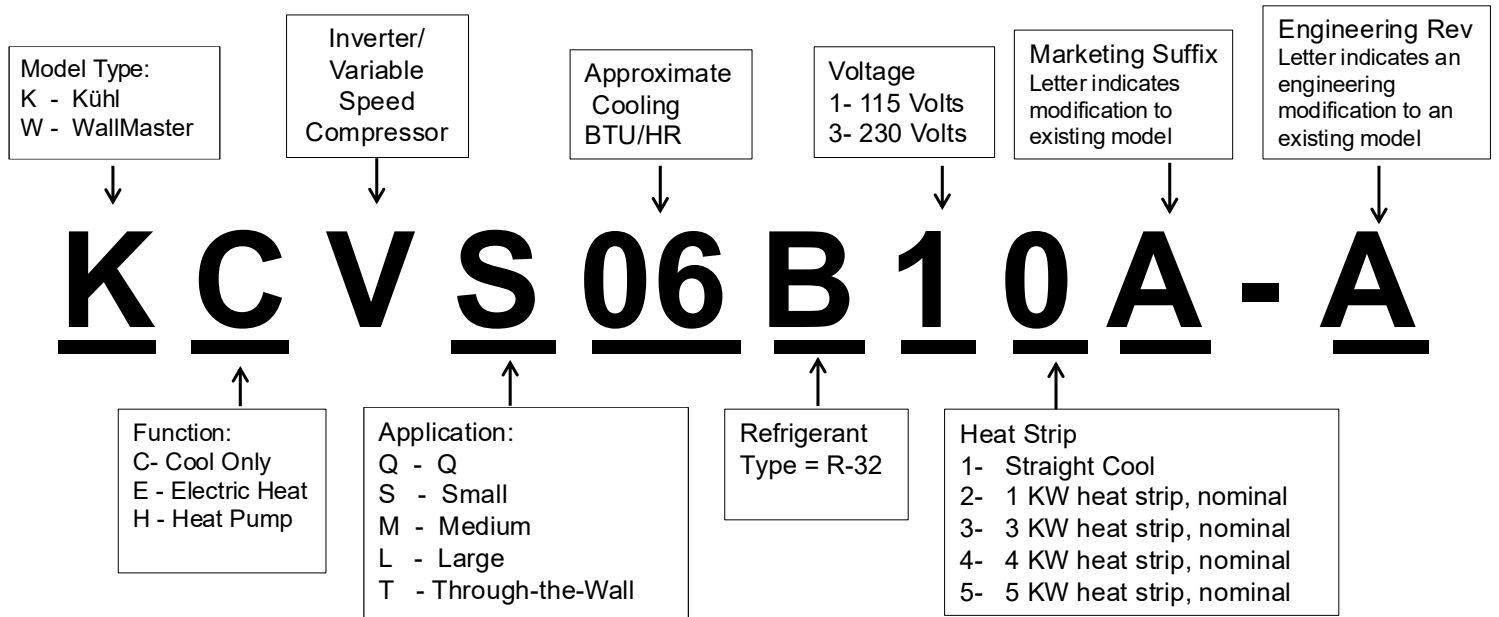 Model Type:
K - Kühl
W - WallMaster
Inverter/
Variable
Speed
Compressor
Approximate
Cooling
BTU/HR
Voltage
1- 115 Volts
3- 230 Volts
Marketing Suffix
Letter indicates
modification to
existing model
Engineering Rev
Letter indicates an
engineering
modification to an
existing model
K C V S 06 B 1 0 A - A
Function:
C- Cool Only
E - Electric Heat
H - Heat Pump
Application:
Q - Q
S - Small
M - Medium
L - Large
T - Through-the-Wall
Refrigerant
Type = R-32
Heat Strip
1- Straight Cool
2- 1 KW heat strip, nominal
3- 3 KW heat strip, nominal
4- 4 KW heat strip, nominal
5- 5 KW heat strip, nominal